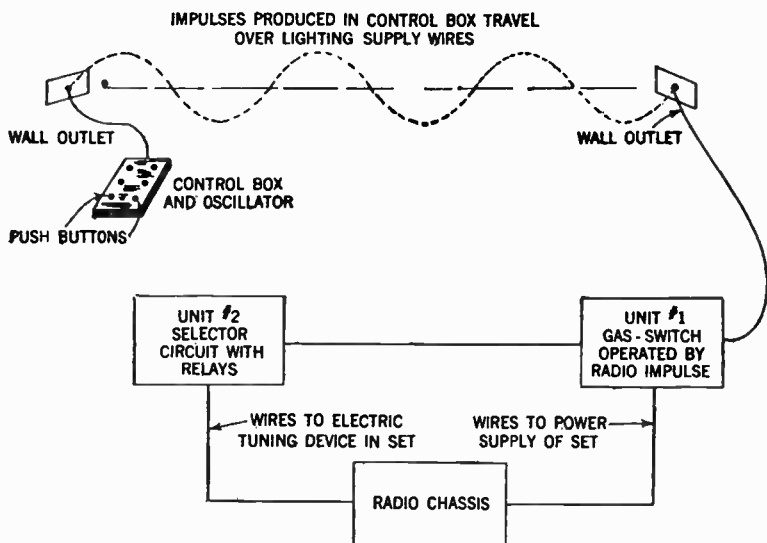 IMPULSES PRODUCED IN CONTROL BOX TRAVEL
OVER LIGHTING SUPPLY WIRES
WALL OUTLET
WALL OUTLET
CONTROL BOX
AND OSCILLATOR
PUSH BUTTONS
UNIT #2
SELECTOR
CIRCUIT WITH
RELAYS
UNIT #1
GAS-SWITCH
OPERATED BY
RADIO IMPULSE
WIRES TO ELECTRIC
TUNING DEVICE IN SET
WIRES TO POWER
SUPPLY OF SET
RADIO CHASSIS